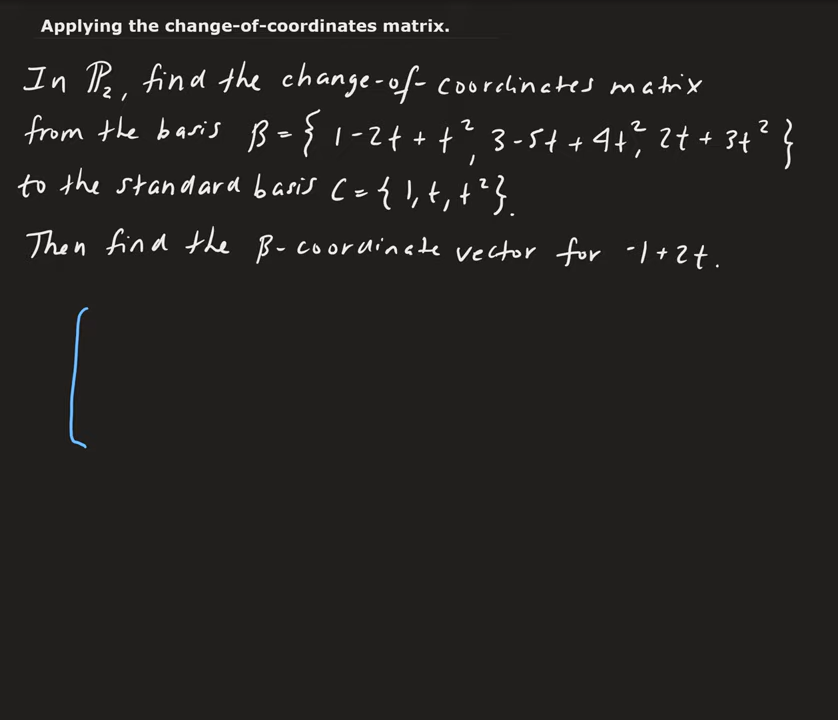 Applying the change-of-coordinates matrix.
In ℙ₂, find the change-of-coordinates matrix
from the basis β = { 1 - 2t + t², 3 - 5t + 4t², 2t + 3t² }
to the standard basis C = { 1, t, t² }.
Then find the β-coordinate vector for -1 + 2t.
[